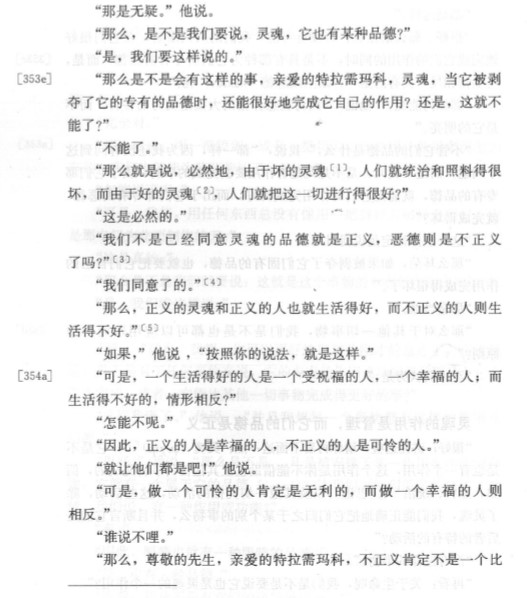 “那是无疑。”他说。
“那么，是不是我们要说，灵魂，它也有某种品德？”
“是，我们要这样说的。”
[353e] “那么是不是会有这样的事，亲爱的特拉需玛科，灵魂，当它被剥
夺了它的专有的品德时，还能很好地完成它自己的作用？还是，这就不
能了？”
“不能了。”
“那么就是说，必然地，由于坏的灵魂〔1〕，人们就统治和照料得很
坏，而由于好的灵魂〔2〕，人们就把这一切进行得很好？”
“这是必然的。”
“我们不是已经同意灵魂的品德就是正义，恶德则是不正义
了吗？”〔3〕
“我们同意了的。”〔4〕
“那么，正义的灵魂和正义的人也就生活得好，而不正义的人则生
活得不好。”〔5〕
“如果，”他说，“按照你的说法，就是这样。”
[354a] “可是，一个生活得好的人是一个受祝福的人，一个幸福的人；而
生活得不好的，情形相反？”
“怎能不呢。”
“因此，正义的人是幸福的人，不正义的人是可怜的人。”
“就让他们都是吧！”他说。
“可是，做一个可怜的人肯定是无利的，而做一个幸福的人则
相反。”
“谁说不哩。”
“那么，尊敬的先生，亲爱的特拉需玛科，不正义肯定不是一个比